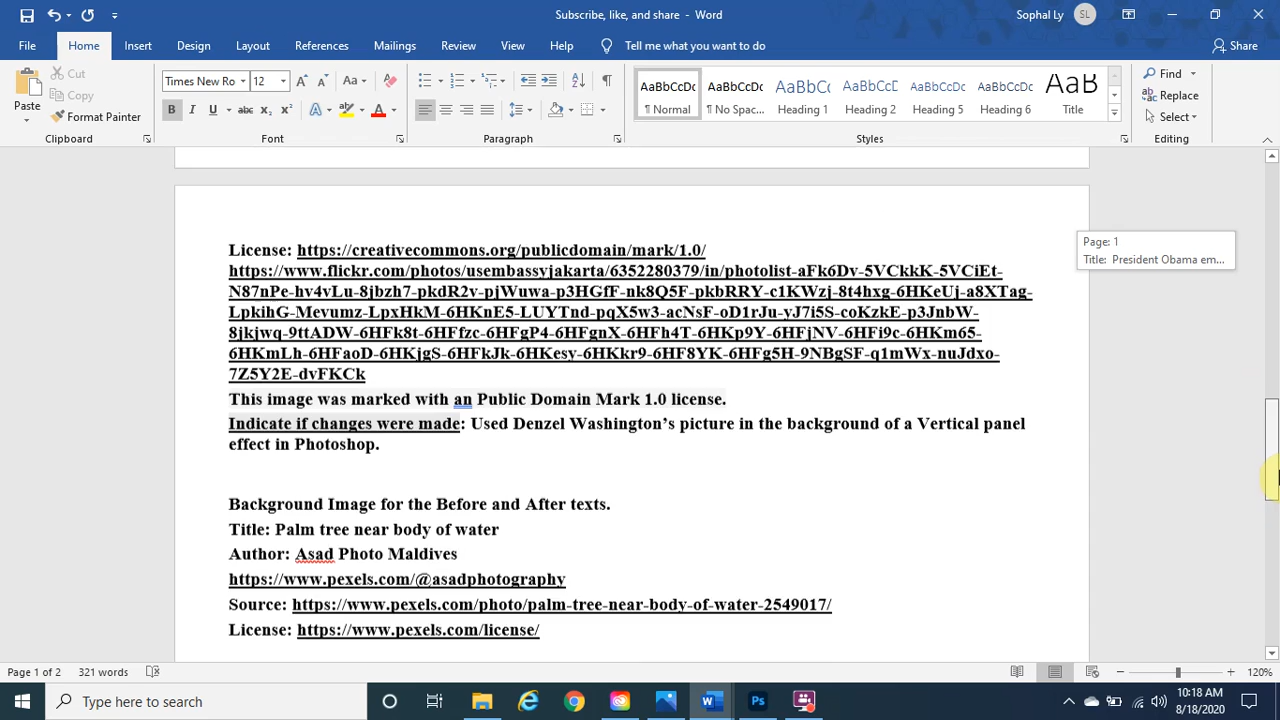 Subscribe, like, and share - Word
Sophal Ly SL
File Home Insert Design Layout References Mailings Review View Help Tell me what you want to do Share
Paste Cut Copy Format Painter
Clipboard
Times New Ro 12 Aa
B I U abc x₂ x² A A
Font
Paragraph
AaBbCcDc AaBbCcDc AaBbCc AaBbCcC AaBbCcD AaBbCcD AaB
¶ Normal ¶ No Spac... Heading 1 Heading 2 Heading 5 Heading 6 Title
Styles
Find
Replace
Select
Editing
Page: 1
Title: President Obama em...
License: https://creativecommons.org/publicdomain/mark/1.0/
https://www.flickr.com/photos/usembassyjakarta/6352280379/in/photolist-aFk6Dv-5VCkkK-5VCiEt-
N87nPe-hv4vLu-8jbzh7-pkdR2v-pjWuwa-p3HGfF-nk8Q5F-pkbRRY-c1KWzj-8t4hxg-6HKeUj-a8XTag-
LpkihG-Mevumz-LpxHkM-6HKnE5-LUYTnd-pqX5w3-acNsF-oD1rJu-yJ7i5S-coKzkE-p3JnbW-
8jkjwq-9ttADW-6HFk8t-6HFfzc-6HFgP4-6HFgnX-6HFh4T-6HKp9Y-6HFjNV-6HFi9c-6HKm65-
6HKmLh-6HFaoD-6HKjgS-6HFkJk-6HKesy-6HKkr9-6HF8YK-6HFg5H-9NBgSF-q1mWx-nuJdxo-
7Z5Y2E-dvFKCk
This image was marked with an Public Domain Mark 1.0 license.
Indicate if changes were made: Used Denzel Washington’s picture in the background of a Vertical panel
effect in Photoshop.
Background Image for the Before and After texts.
Title: Palm tree near body of water
Author: Asad Photo Maldives
https://www.pexels.com/@asadphotography
Source: https://www.pexels.com/photo/palm-tree-near-body-of-water-2549017/
License: https://www.pexels.com/license/
Page 1 of 2 321 words 120%
Type here to search
10:18 AM
8/18/2020